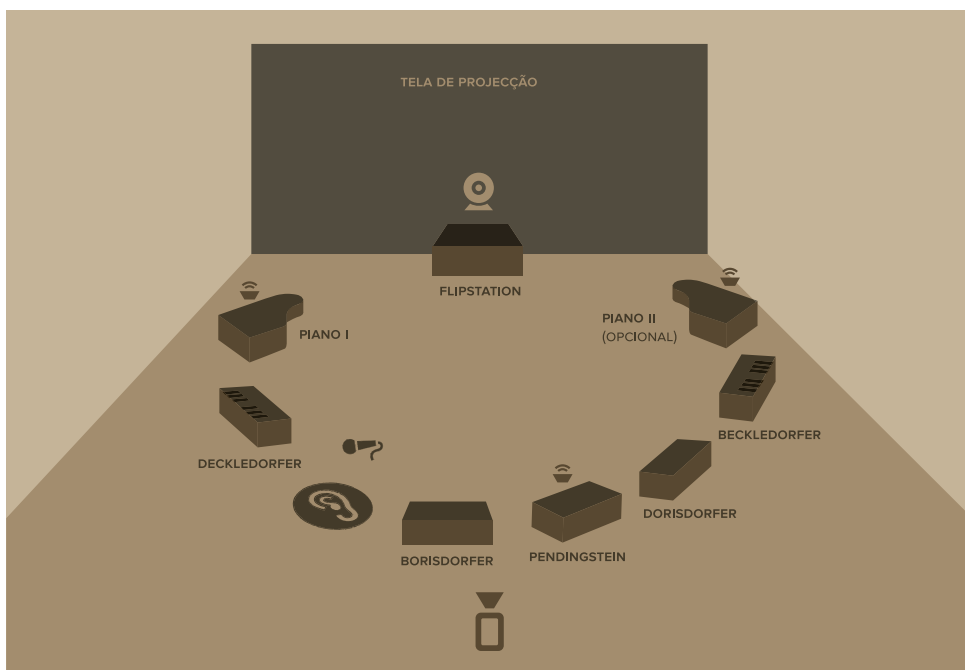 TELA DE PROJECÇÃO
FLIPSTATION
PIANO I
PIANO II
(OPCIONAL)
BECKLEDORFER
DECKLEDORFER
DORISDORFER
BORISDORFER
PENDINGSTEIN